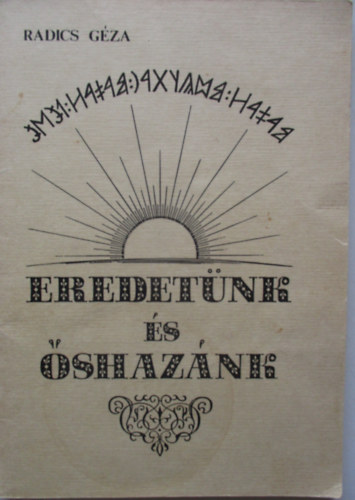 RADICS GÉZA
EREDETÜNK
ÉS
ŐSHAZÁNK